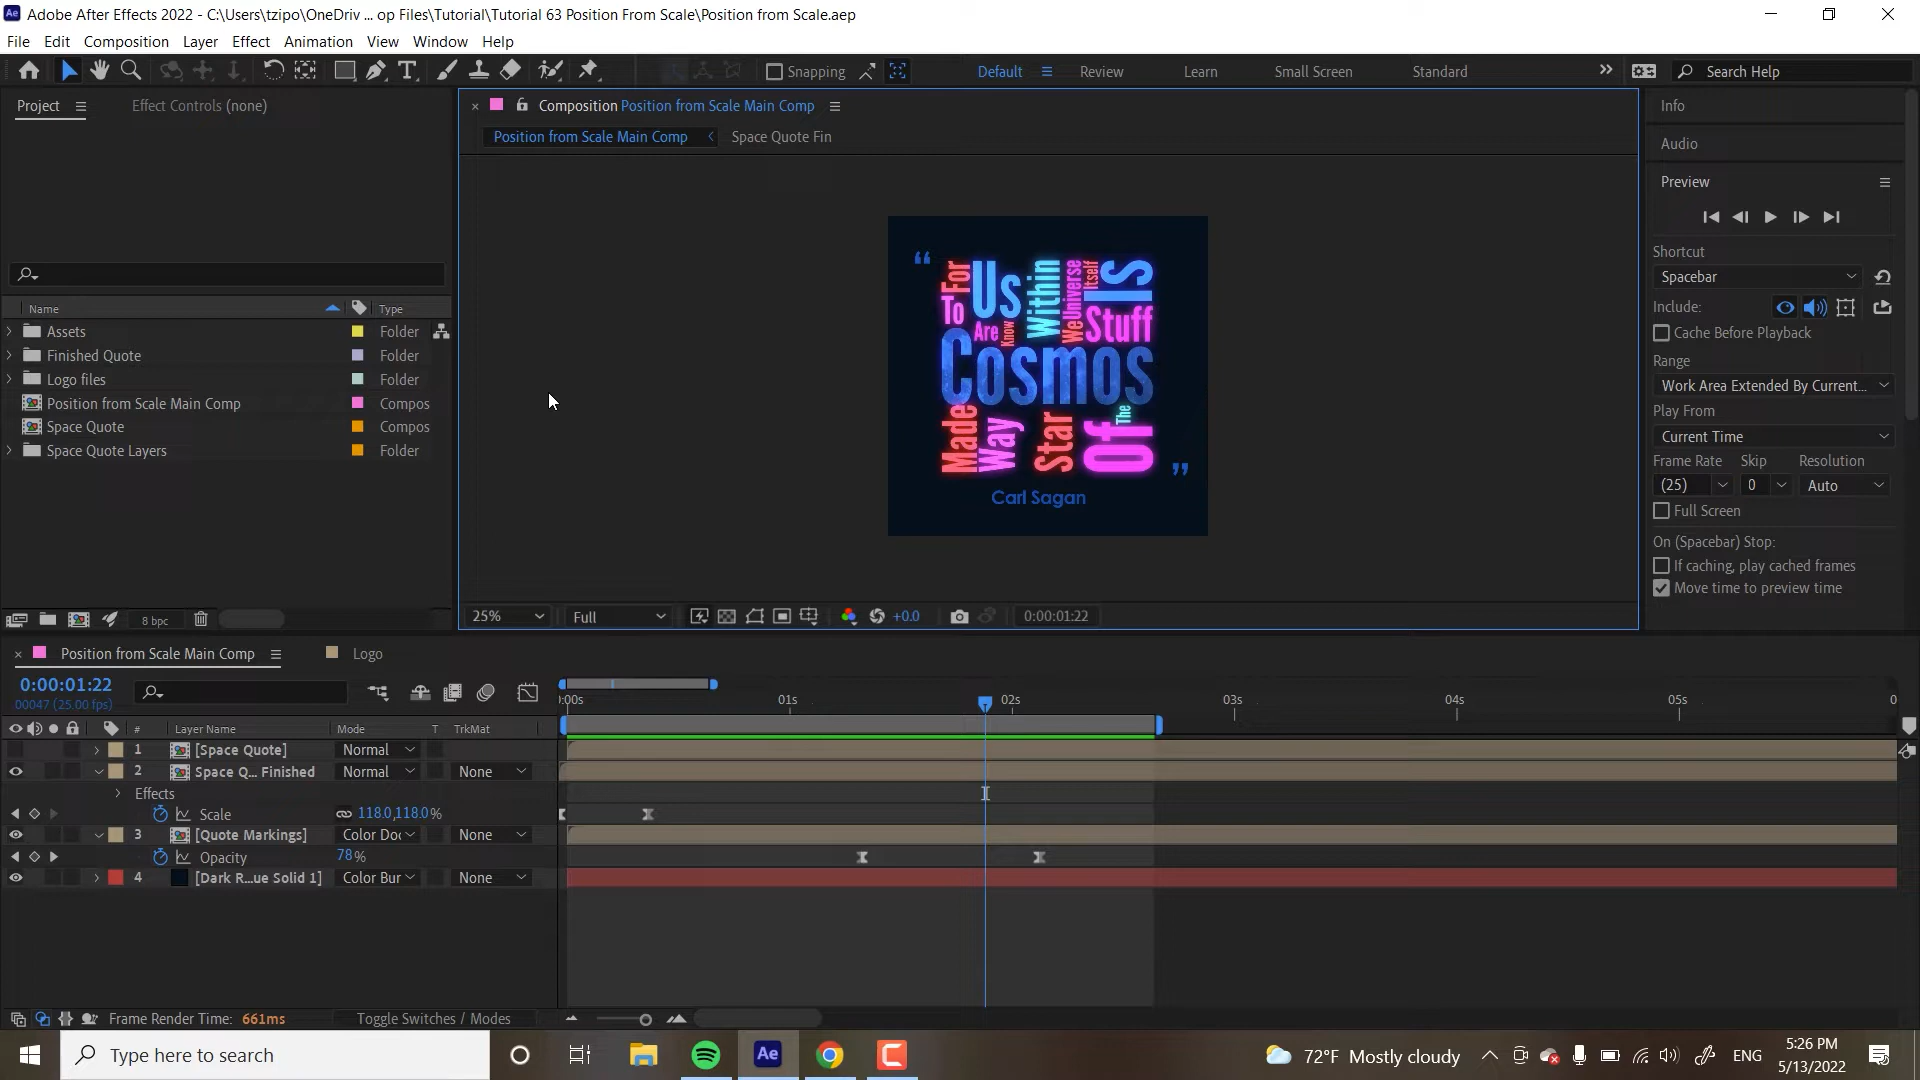 Adobe After Effects 2022 - C:\Users\tzipo\OneDriv ... op Files\Tutorial\Tutorial 63 Position From Scale\Position from Scale.aep
File Edit Composition Layer Effect Animation View Window Help
Snapping Default Review Learn Small Screen Standard Search Help
Project Effect Controls (none)
Composition Position from Scale Main Comp
Position from Scale Main Comp Space Quote Fin
Name Type
Assets Folder
Finished Quote Folder
Logo files Folder
Position from Scale Main Comp Compos
Space Quote Compos
Space Quote Layers Folder
8 bpc
“
To For Us Within Universe Itself IS
Are Know We Stuff
Cosmos
Made Way Star Of The
”
Carl Sagan
25% Full +0.0 0:00:01:22
Info
Audio
Preview
Shortcut
Spacebar
Include:
Cache Before Playback
Range
Work Area Extended By Current...
Play From
Current Time
Frame Rate Skip Resolution
(25) 0 Auto
Full Screen
On (Spacebar) Stop:
If caching, play cached frames
Move time to preview time
Position from Scale Main Comp Logo
0:00:01:22
00047 (25.00 fps)
):00s 01s 02s 03s 04s 05s 0
# Layer Name Mode T TrkMat
1 [Space Quote] Normal
2 Space Q... Finished Normal None
Effects
Scale 118.0,118.0%
3 [Quote Markings] Color Doc None
Opacity 78%
4 [Dark R...ue Solid 1] Color Bur None
Frame Render Time: 661ms Toggle Switches / Modes
Type here to search Ae 72°F Mostly cloudy ENG
5:26 PM
5/13/2022